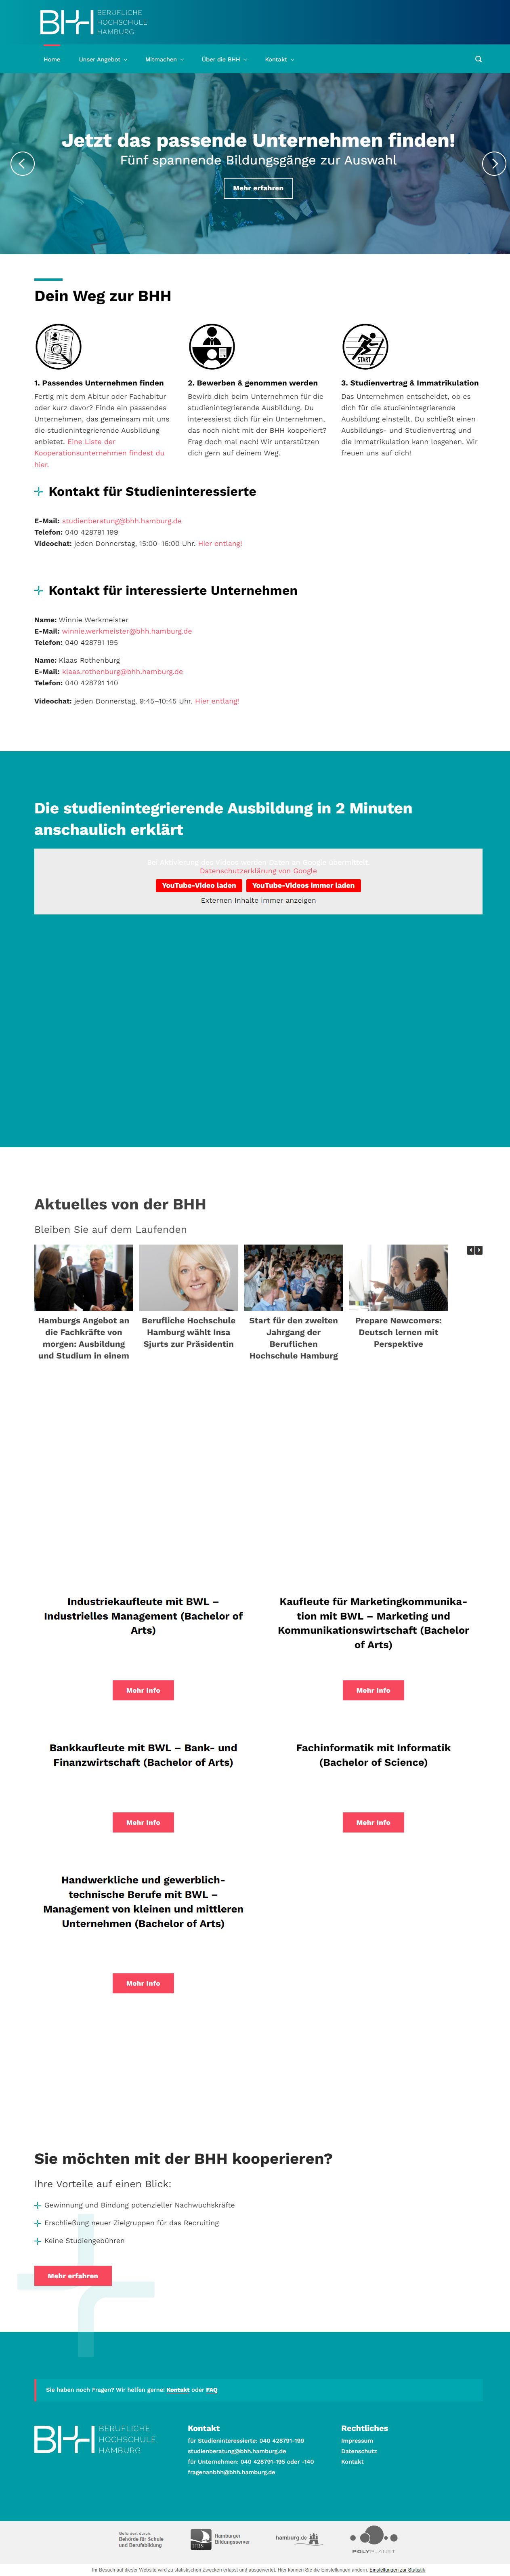 BHH BERUFLICHE
HOCHSCHULE
HAMBURG
Home Unser Angebot Mitmachen Über die BHH Kontakt
Jetzt das passende Unternehmen finden!
Fünf spannende Bildungsgänge zur Auswahl
Mehr erfahren
Dein Weg zur BHH
START
1. Passendes Unternehmen finden
Fertig mit dem Abitur oder Fachabitur
oder kurz davor? Finde ein passendes
Unternehmen, das gemeinsam mit uns
die studienintegrierende Ausbildung
anbietet. Eine Liste der
Kooperationsunternehmen findest du
hier.
2. Bewerben & genommen werden
Bewirb dich beim Unternehmen für die
studienintegrierende Ausbildung. Du
interessierst dich für ein Unternehmen,
das noch nicht mit der BHH kooperiert?
Frag doch mal nach! Wir unterstützen
dich gern auf deinem Weg.
3. Studienvertrag & Immatrikulation
Das Unternehmen entscheidet, ob es
dich für die studienintegrierende
Ausbildung einstellt. Du schließt einen
Ausbildungs- und Studienvertrag und
die Immatrikulation kann losgehen. Wir
freuen uns auf dich!
Kontakt für Studieninteressierte
E-Mail: studienberatung@bhh.hamburg.de
Telefon: 040 428791 199
Videochat: jeden Donnerstag, 15:00–16:00 Uhr. Hier entlang!
Kontakt für interessierte Unternehmen
Name: Winnie Werkmeister
E-Mail: winnie.werkmeister@bhh.hamburg.de
Telefon: 040 428791 195
Name: Klaas Rothenburg
E-Mail: klaas.rothenburg@bhh.hamburg.de
Telefon: 040 428791 140
Videochat: jeden Donnerstag, 9:45–10:45 Uhr. Hier entlang!
Die studienintegrierende Ausbildung in 2 Minuten
anschaulich erklärt
Bei Aktivierung des Videos werden Daten an Google übermittelt:
Datenschutzerklärung von Google
YouTube-Video laden YouTube-Videos immer laden
Externen Inhalte immer anzeigen
Aktuelles von der BHH
Bleiben Sie auf dem Laufenden
Hamburgs Angebot an
die Fachkräfte von
morgen: Ausbildung
und Studium in einem
Berufliche Hochschule
Hamburg wählt Insa
Sjurts zur Präsidentin
Start für den zweiten
Jahrgang der
Beruflichen
Hochschule Hamburg
Prepare Newcomers:
Deutsch lernen mit
Perspektive
Industriekaufleute mit BWL –
Industrielles Management (Bachelor of
Arts)
Mehr Info
Kaufleute für Marketingkommunika-
tion mit BWL – Marketing und
Kommunikationswirtschaft (Bachelor
of Arts)
Mehr Info
Bankkaufleute mit BWL – Bank- und
Finanzwirtschaft (Bachelor of Arts)
Mehr Info
Fachinformatik mit Informatik
(Bachelor of Science)
Mehr Info
Handwerkliche und gewerblich-
technische Berufe mit BWL –
Management von kleinen und mittleren
Unternehmen (Bachelor of Arts)
Mehr Info
Sie möchten mit der BHH kooperieren?
Ihre Vorteile auf einen Blick:
Gewinnung und Bindung potenzieller Nachwuchskräfte
Erschließung neuer Zielgruppen für das Recruiting
Keine Studiengebühren
Mehr erfahren
Sie haben noch Fragen? Wir helfen gerne! Kontakt oder FAQ
BHH BERUFLICHE
HOCHSCHULE
HAMBURG
Kontakt
für Studieninteressierte: 040 428791-199
studienberatung@bhh.hamburg.de
für Unternehmen: 040 428791-195 oder -140
fragenanbhh@bhh.hamburg.de
Rechtliches
Impressum
Datenschutz
Kontakt
Gefördert durch:
Behörde für Schule
und Berufsbildung
HBS Hamburger
Bildungsserver
hamburg.de
POLYPLANET
Ihr Besuch auf dieser Website wird zu statistischen Zwecken erfasst und ausgewertet. Hier können Sie die Einstellungen ändern: Einstellungen zur Statistik